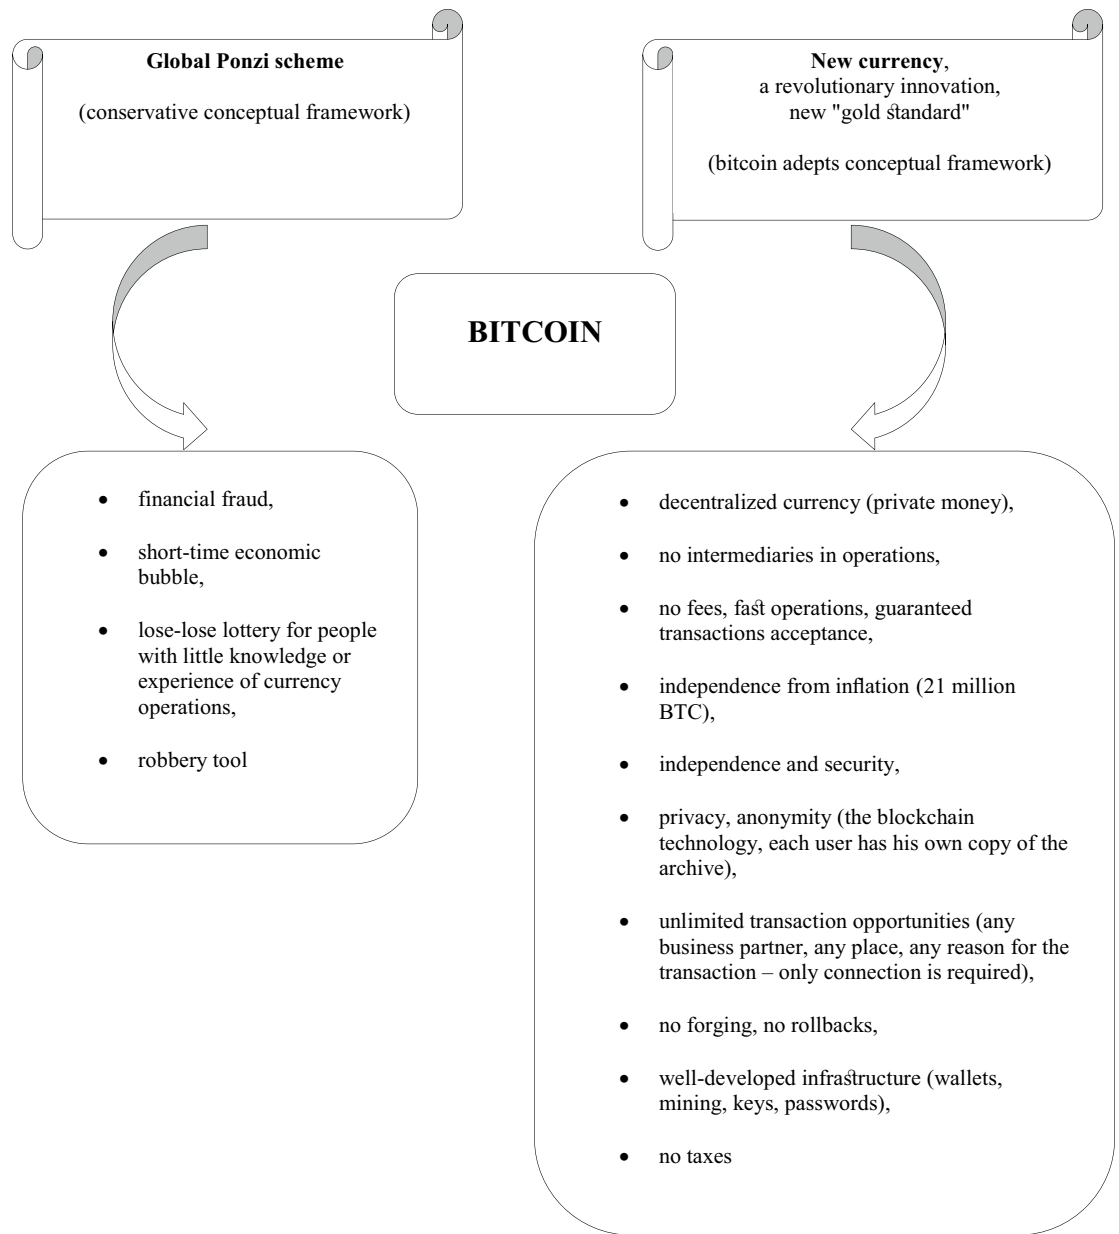 Global Ponzi scheme
(conservative conceptual framework)
New currency,
a revolutionary innovation,
new "gold standard"
(bitcoin adepts conceptual framework)
BITCOIN
• financial fraud,
• short-time economic
bubble,
• lose-lose lottery for people
with little knowledge or
experience of currency
operations,
• robbery tool
• decentralized currency (private money),
• no intermediaries in operations,
• no fees, fast operations, guaranteed
transactions acceptance,
• independence from inflation (21 million
BTC),
• independence and security,
• privacy, anonymity (the blockchain
technology, each user has his own copy of the
archive),
• unlimited transaction opportunities (any
business partner, any place, any reason for the
transaction – only connection is required),
• no forging, no rollbacks,
• well-developed infrastructure (wallets,
mining, keys, passwords),
• no taxes